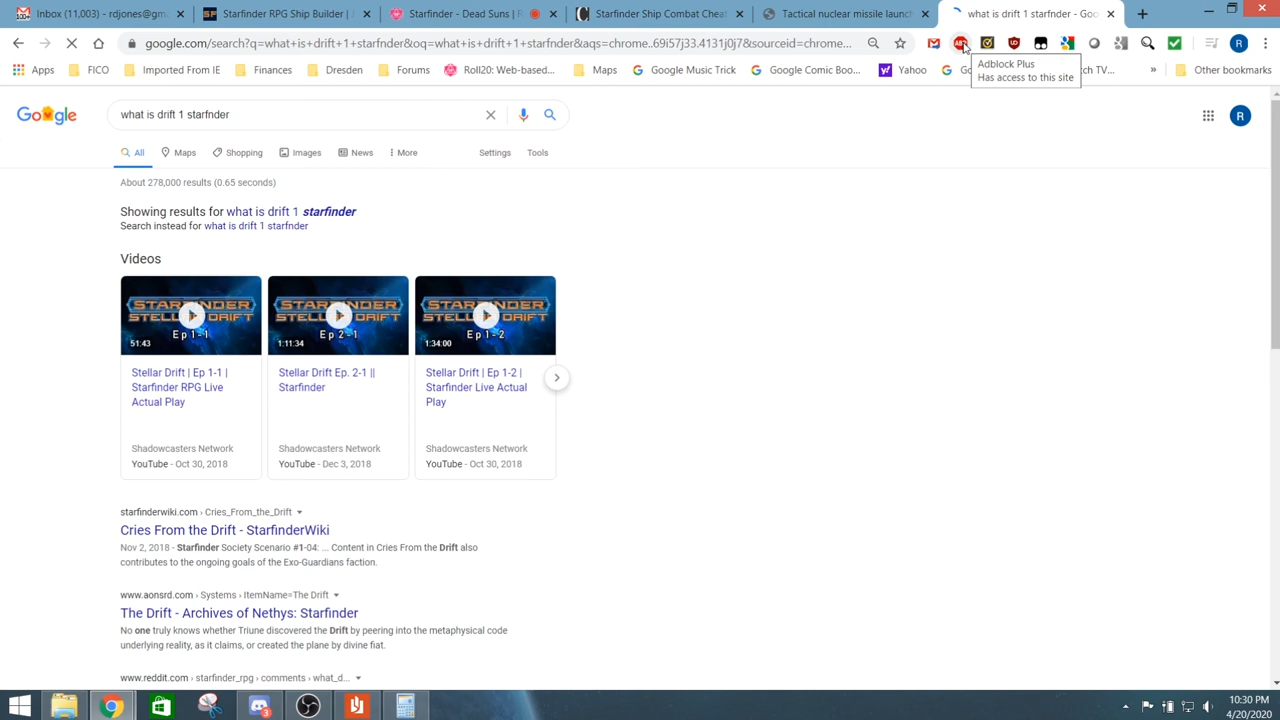 Inbox (11,003) - rdjones@gmai
Starfinder RPG Ship Builder | J
Starfinder - Dead Suns | R
Starfinder Ship Combat Cheat
Tactical nuclear missile launch
what is drift 1 starfnder - Goo
google.com/search?q=what+is+drift+1+starfnder&oq=what+is+drift+1+starfnder&aqs=chrome..69i57j33.4131j0j7&sourceid=chrome...
Apps FICO Imported From IE Finances Dresden Forums Roll20: Web-based... Maps Google Music Trick Google Comic Boo... Yahoo Go ch TV... » Other bookmarks
Adblock Plus
Has access to this site
Google
what is drift 1 starfnder
R
All Maps Shopping Images News More Settings Tools
About 278,000 results (0.65 seconds)
Showing results for what is drift 1 starfinder
Search instead for what is drift 1 starfnder
Videos
STARFINDER
STELLAR DRIFT
Ep 1-1
51:43
STARFINDER
STELLAR DRIFT
Ep 2-1
1:11:34
STARFINDER
STELLAR DRIFT
Ep 1-2
1:34:00
Stellar Drift | Ep 1-1 |
Starfinder RPG Live
Actual Play
Shadowcasters Network
YouTube - Oct 30, 2018
Stellar Drift Ep. 2-1 ||
Starfinder
Shadowcasters Network
YouTube - Dec 3, 2018
Stellar Drift | Ep 1-2 |
Starfinder Live Actual
Play
Shadowcasters Network
YouTube - Oct 30, 2018
starfinderwiki.com › Cries_From_the_Drift
Cries From the Drift - StarfinderWiki
Nov 2, 2018 - Starfinder Society Scenario #1-04: ... Content in Cries From the Drift also
contributes to the ongoing goals of the Exo-Guardians faction.
www.aonsrd.com › Systems › ItemName=The Drift
The Drift - Archives of Nethys: Starfinder
No one truly knows whether Triune discovered the Drift by peering into the metaphysical code
underlying reality, as it claims, or created the plane by divine fiat.
www.reddit.com › starfinder_rpg › comments › what_d...
10:30 PM
4/20/2020